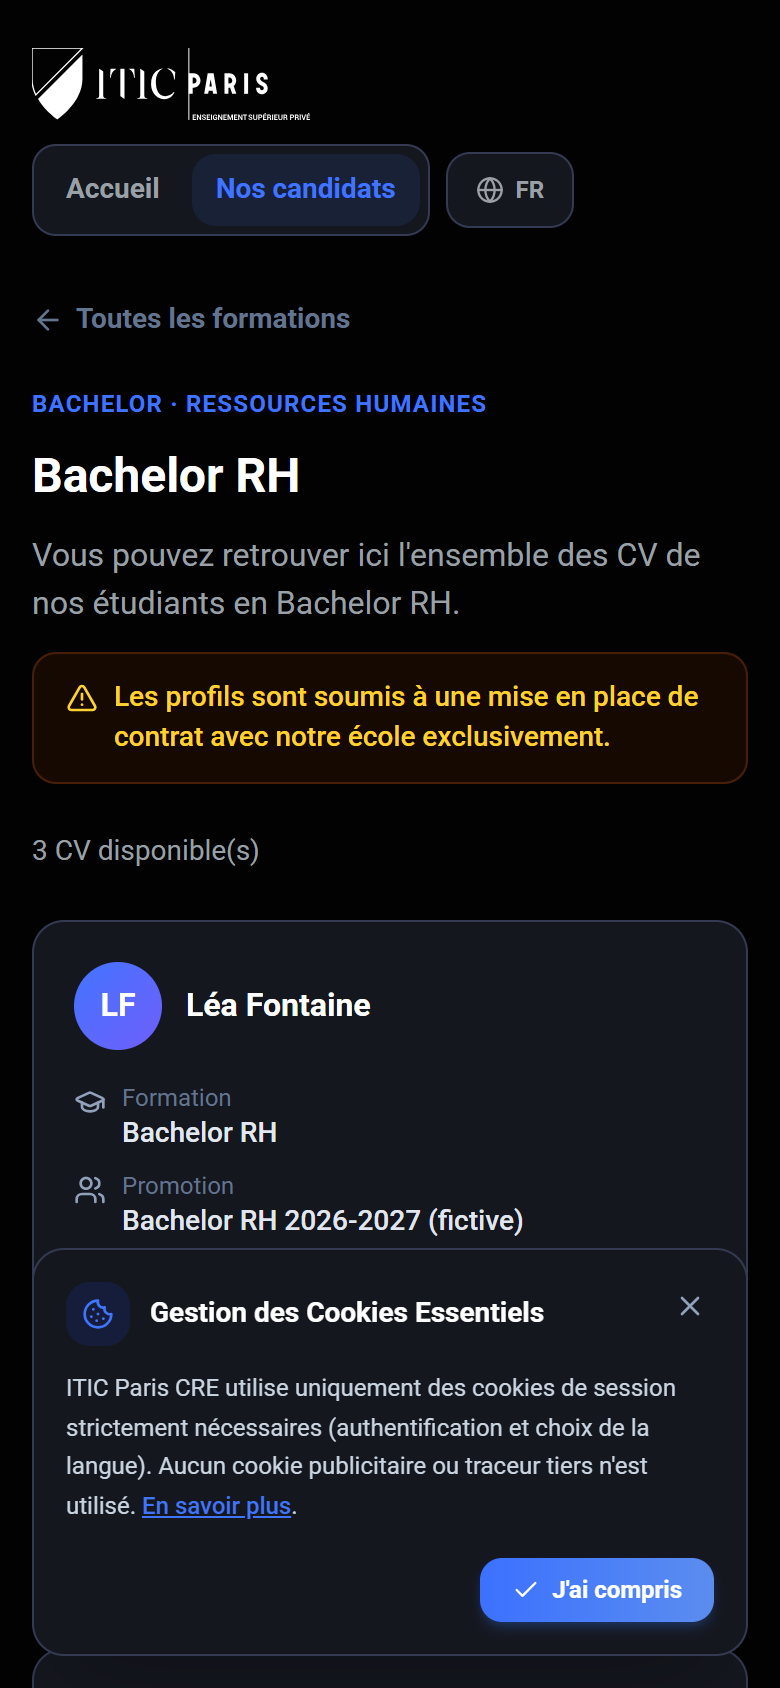 ITIC PARIS
ENSEIGNEMENT SUPÉRIEUR PRIVÉ
Accueil
Nos candidats
FR
Toutes les formations
BACHELOR · RESSOURCES HUMAINES
Bachelor RH
Vous pouvez retrouver ici l'ensemble des CV de
nos étudiants en Bachelor RH.
Les profils sont soumis à une mise en place de
contrat avec notre école exclusivement.
3 CV disponible(s)
LF
Léa Fontaine
Formation
Bachelor RH
Promotion
Bachelor RH 2026-2027 (fictive)
Gestion des Cookies Essentiels
ITIC Paris CRE utilise uniquement des cookies de session
strictement nécessaires (authentification et choix de la
langue). Aucun cookie publicitaire ou traceur tiers n'est
utilisé. En savoir plus.
J'ai compris